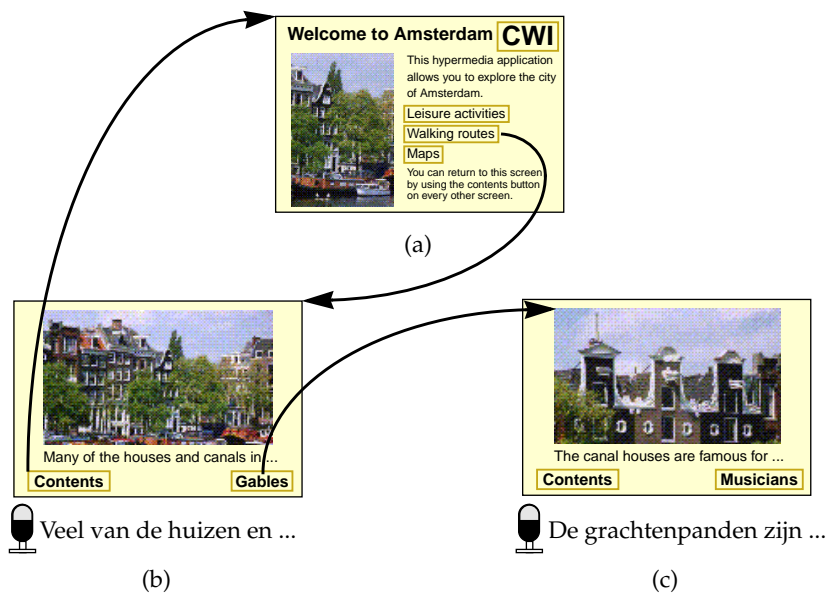 Welcome to Amsterdam CWI
This hypermedia application
allows you to explore the city
of Amsterdam.
Leisure activities
Walking routes
Maps
You can return to this screen
by using the contents button
on every other screen.
(a)
Many of the houses and canals in ...
Contents Gables
Veel van de huizen en ...
(b)
The canal houses are famous for ...
Contents Musicians
De grachtenpanden zijn ...
(c)